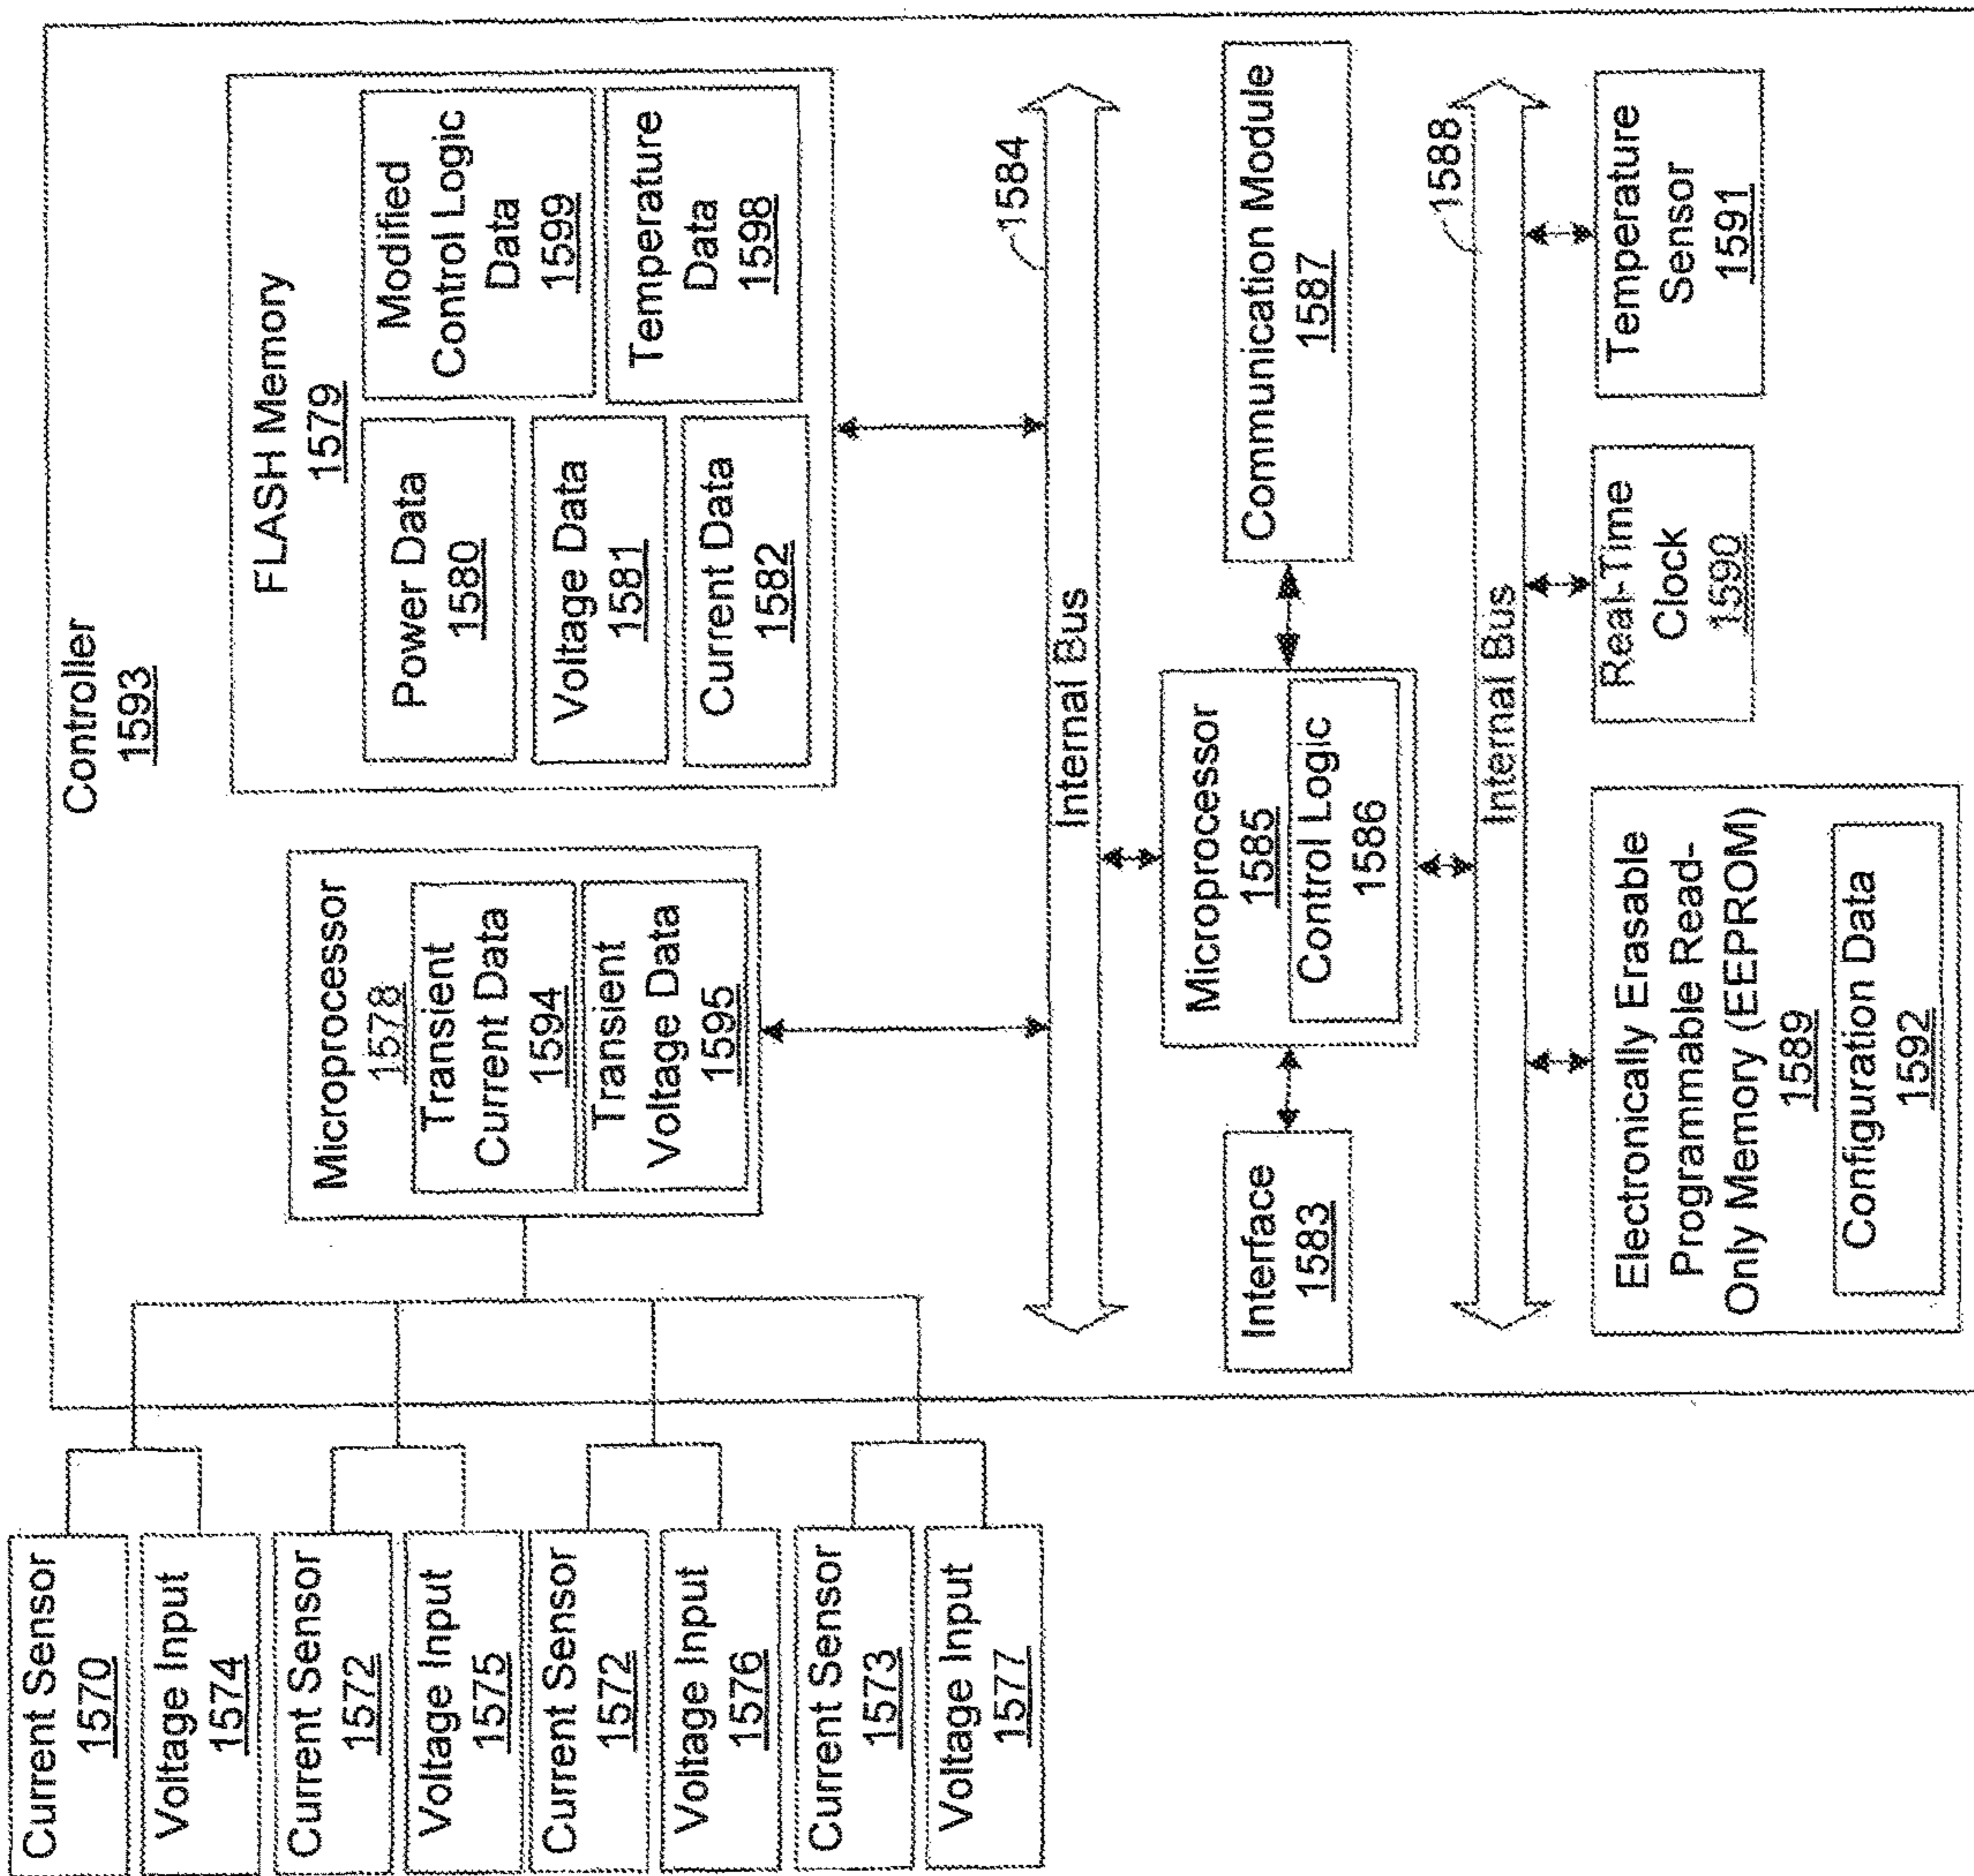 Controller
1593
Current Sensor
1570
Voltage Input
1574
Current Sensor
1572
Voltage Input
1575
Current Sensor
1572
Voltage Input
1576
Current Sensor
1573
Voltage Input
1577
Microprocessor
1578
Transient
Current Data
1594
Transient
Voltage Data
1595
FLASH Memory
1579
Power Data
1580
Voltage Data
1581
Current Data
1582
Modified
Control Logic
Data
1599
Temperature
Data
1598
Internal Bus
1584
Interface
1583
Microprocessor
1585
Control Logic
1586
Communication Module
1587
Internal Bus
1588
Electronically Erasable
Programmable Read-
Only Memory (EEPROM)
1589
Configuration Data
1592
Real-Time
Clock
1590
Temperature
Sensor
1591